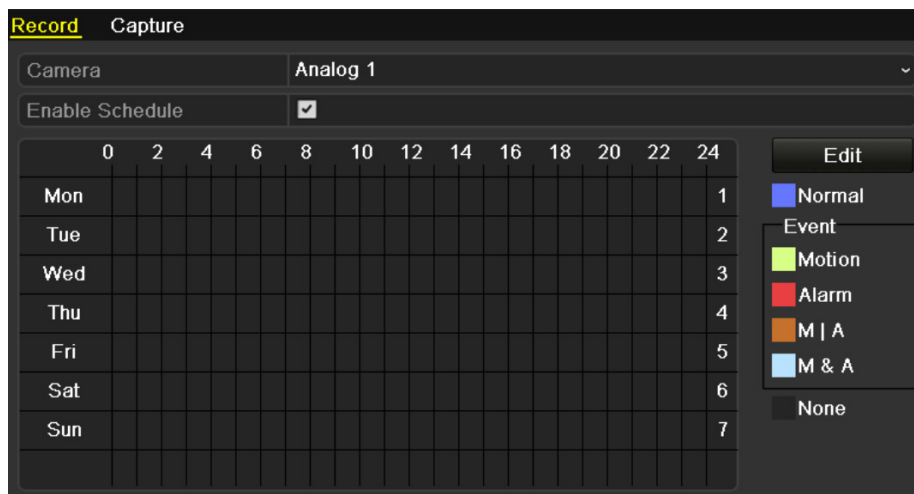 Record Capture
Camera Analog 1
Enable Schedule
0 2 4 6 8 10 12 14 16 18 20 22 24
Edit
Mon 1
Normal
Tue 2
Event
Wed 3
Motion
Thu 4
Alarm
Fri 5
M | A
Sat 6
M & A
Sun 7
None